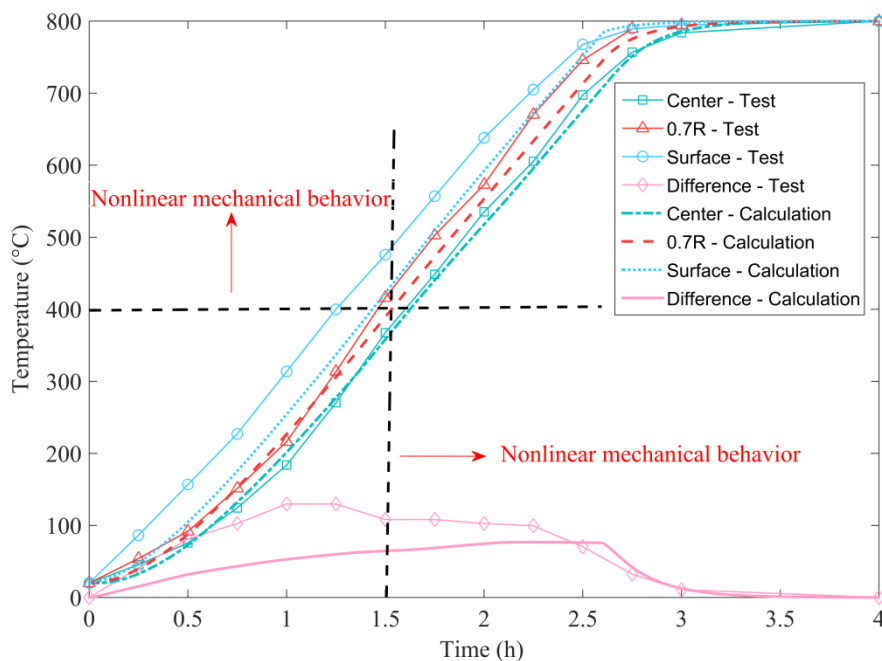 800
700
600
500
400
300
200
100
0
Temperature (°C)
Nonlinear mechanical behavior
Center - Test
0.7R - Test
Surface - Test
Difference - Test
Center - Calculation
0.7R - Calculation
Surface - Calculation
Difference - Calculation
Nonlinear mechanical behavior
0 0.5 1 1.5 2 2.5 3 3.5 4
Time (h)